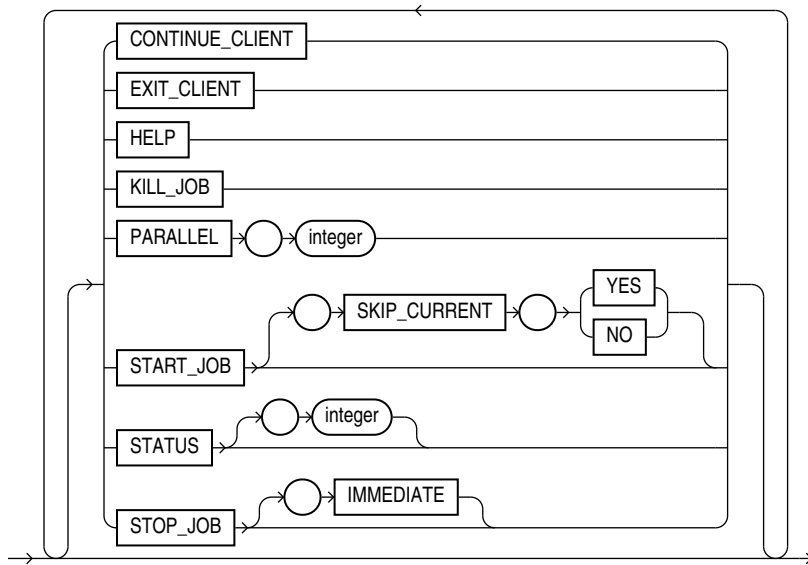 CONTINUE_CLIENT
EXIT_CLIENT
HELP
KILL_JOB
PARALLEL integer
YES
SKIP_CURRENT
NO
START_JOB
integer
STATUS
IMMEDIATE
STOP_JOB